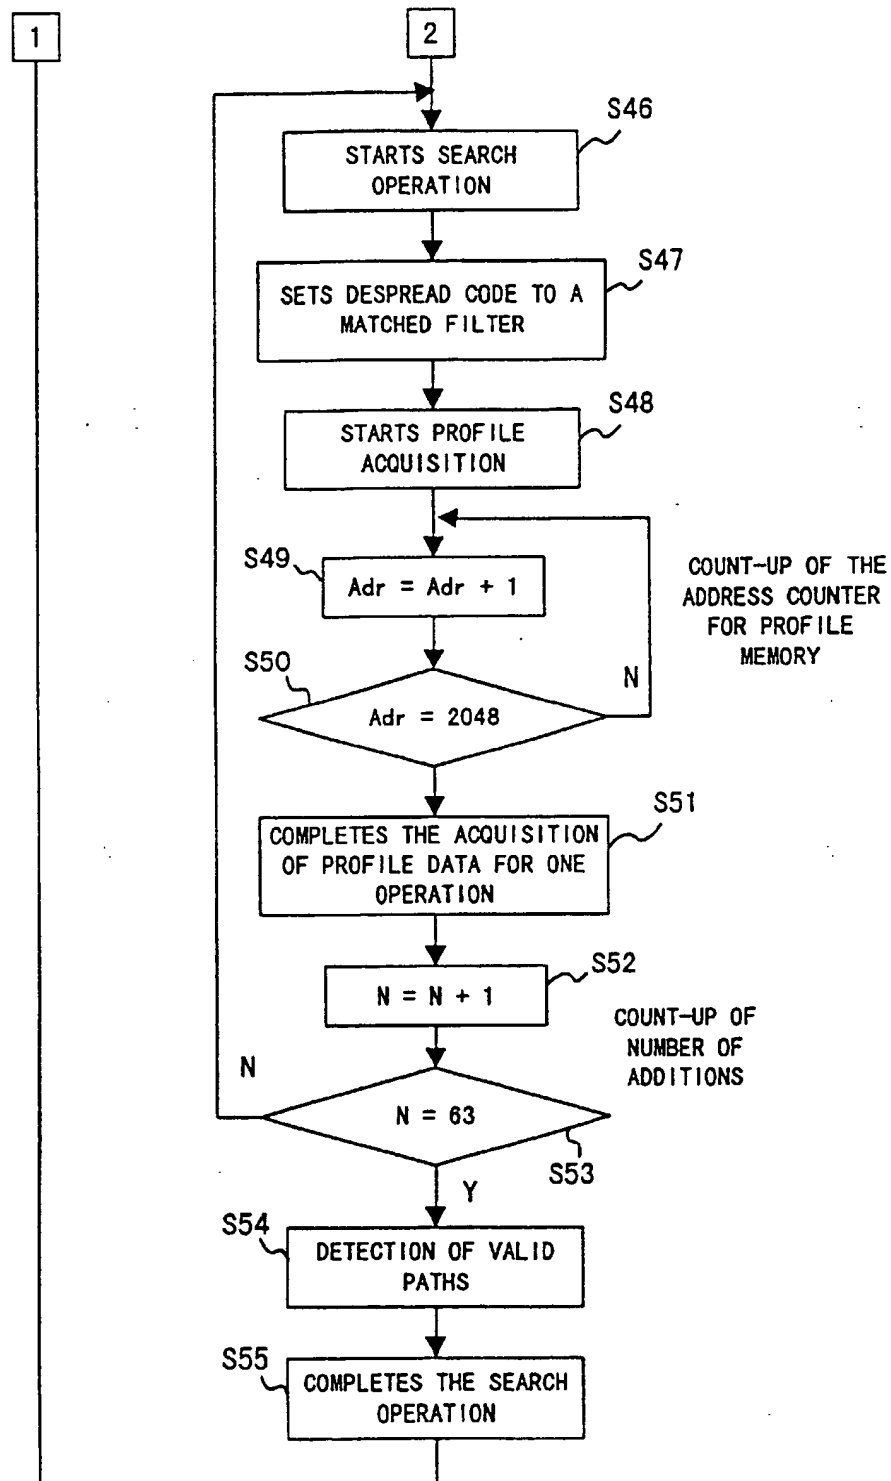 1
2
S46
STARTS SEARCH
OPERATION
S47
SETS DESPREAD CODE TO A
MATCHED FILTER
S48
STARTS PROFILE
ACQUISITION
S49
Adr = Adr + 1
COUNT-UP OF THE
ADDRESS COUNTER
FOR PROFILE
MEMORY
S50
N
Adr = 2048
S51
COMPLETES THE ACQUISITION
OF PROFILE DATA FOR ONE
OPERATION
S52
N = N + 1
COUNT-UP OF
NUMBER OF
ADDITIONS
N
N = 63
S53
Y
S54
DETECTION OF VALID
PATHS
S55
COMPLETES THE SEARCH
OPERATION